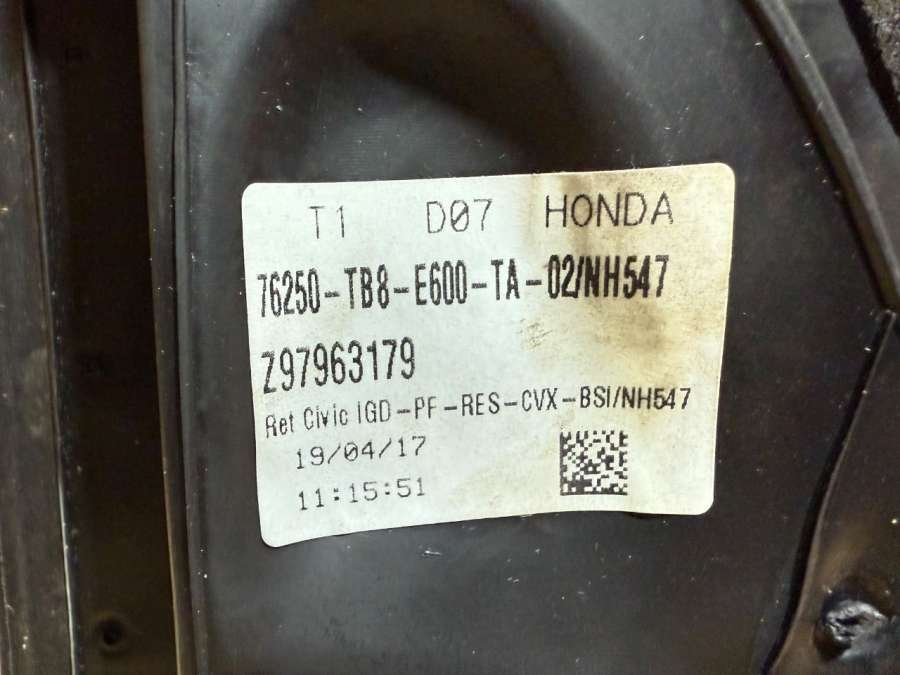 T1 D07 HONDA
76250-TB8-E600-TA-02/NH547
Z97963179
Ret Civic IGD-PF-RES-CVX-BSI/NH547
19/04/17
11:15:51